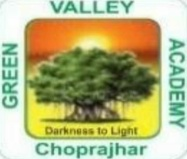 GREEN VALLEY ACADEMY
Darkness to Light
Choprajhar